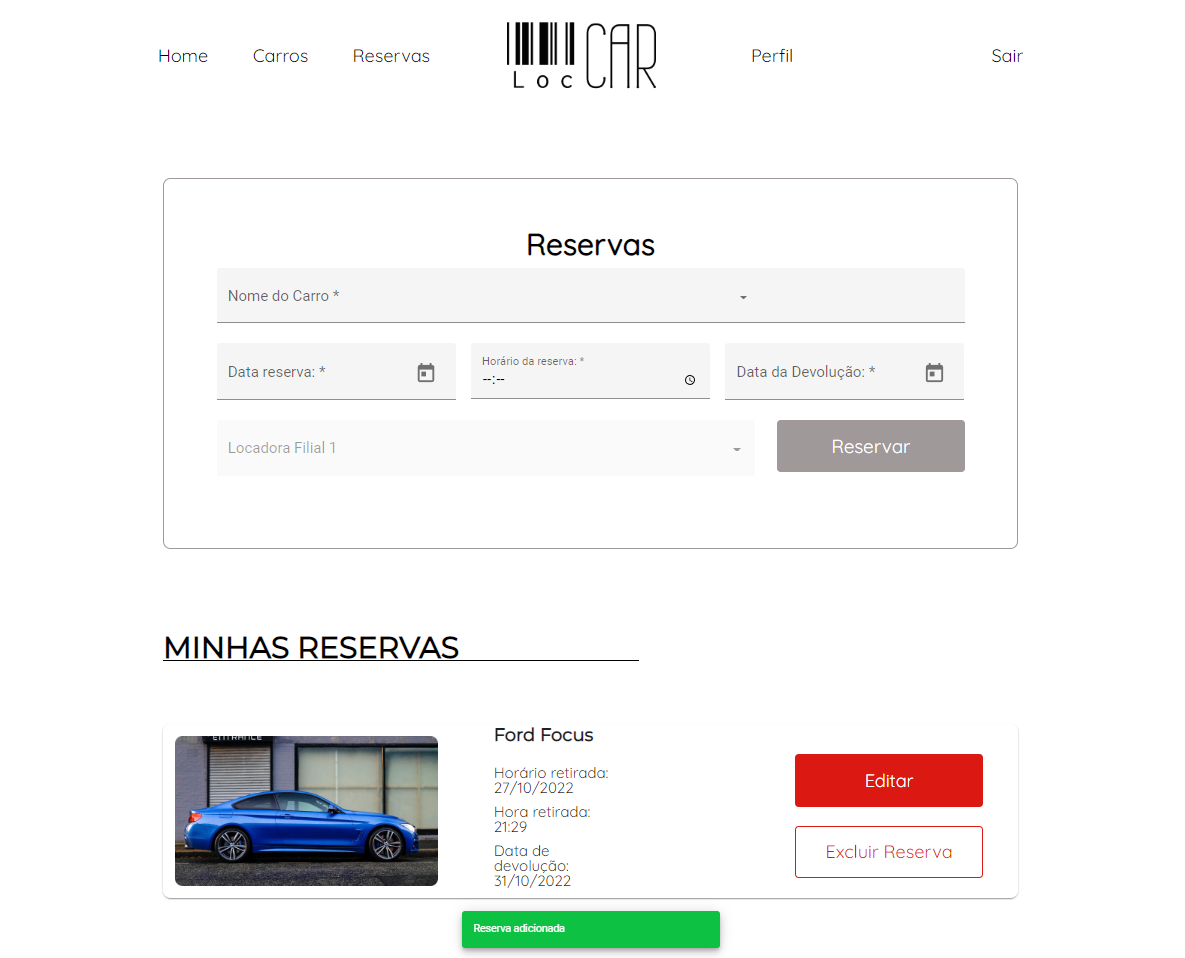 Home
Carros
Reservas
Loc CAR
Perfil
Sair
Reservas
Nome do Carro *
Data reserva: *
Horário da reserva: *
--:--
Data da Devolução: *
Locadora Filial 1
Reservar
MINHAS RESERVAS
ENTRANCE
Ford Focus
Horário retirada:
27/10/2022
Hora retirada:
21:29
Data de
devolução:
31/10/2022
Editar
Excluir Reserva
Reserva adicionada